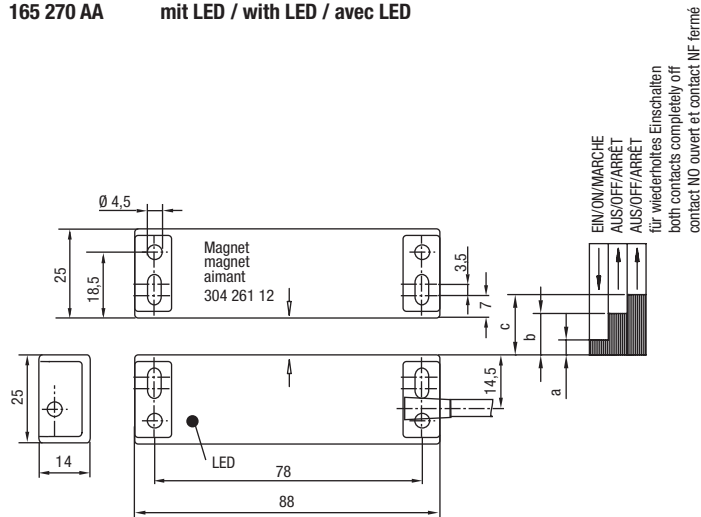 165 270 AA mit LED / with LED / avec LED
EIN/ON/MARCHE
AUS/OFF/ARRÊT
AUS/OFF/ARRÊT
für wiederholtes Einschalten
both contacts completely off
contact NO ouvert et contact NF fermé
Ø 4,5
25
18,5
Magnet
magnet
aimant
304 261 12
3,5
7
c
b
a
25
14
14,5
LED
78
88